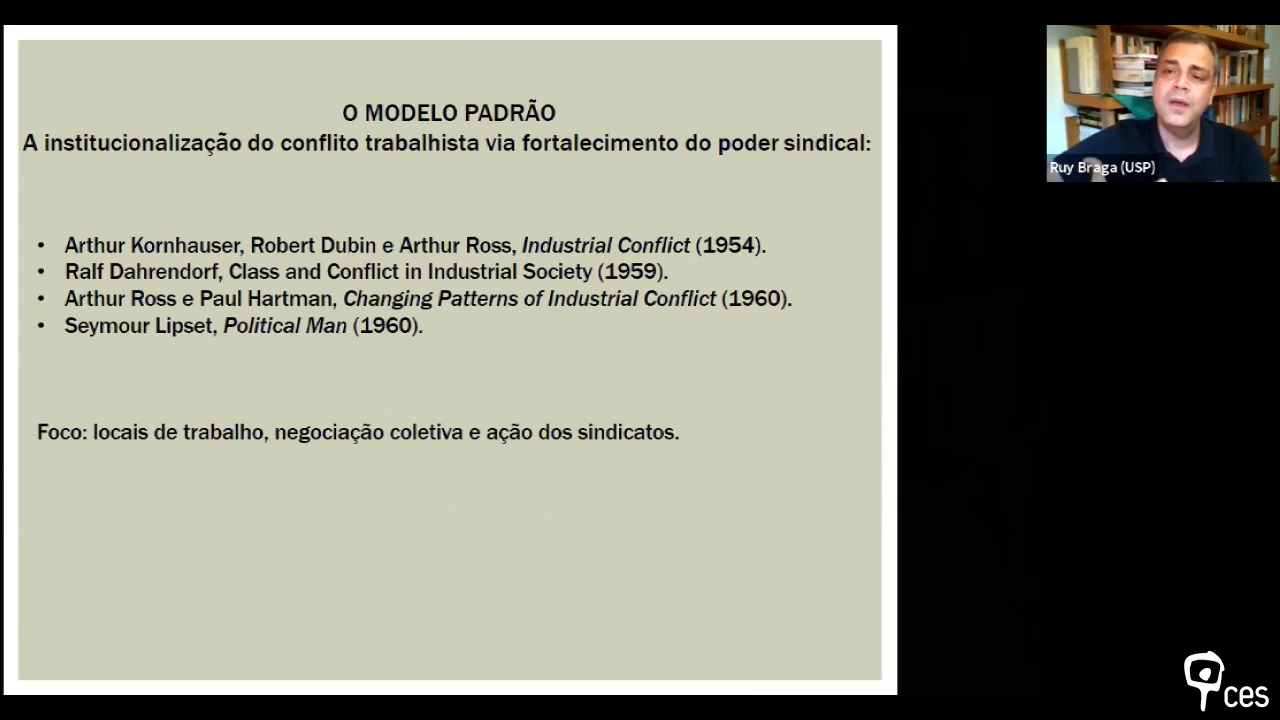 O MODELO PADRÃO
A institucionalização do conflito trabalhista via fortalecimento do poder sindical:
• Arthur Kornhauser, Robert Dubin e Arthur Ross, Industrial Conflict (1954).
• Ralf Dahrendorf, Class and Conflict in Industrial Society (1959).
• Arthur Ross e Paul Hartman, Changing Patterns of Industrial Conflict (1960).
• Seymour Lipset, Political Man (1960).
Foco: locais de trabalho, negociação coletiva e ação dos sindicatos.
Ruy Braga (USP)
ces